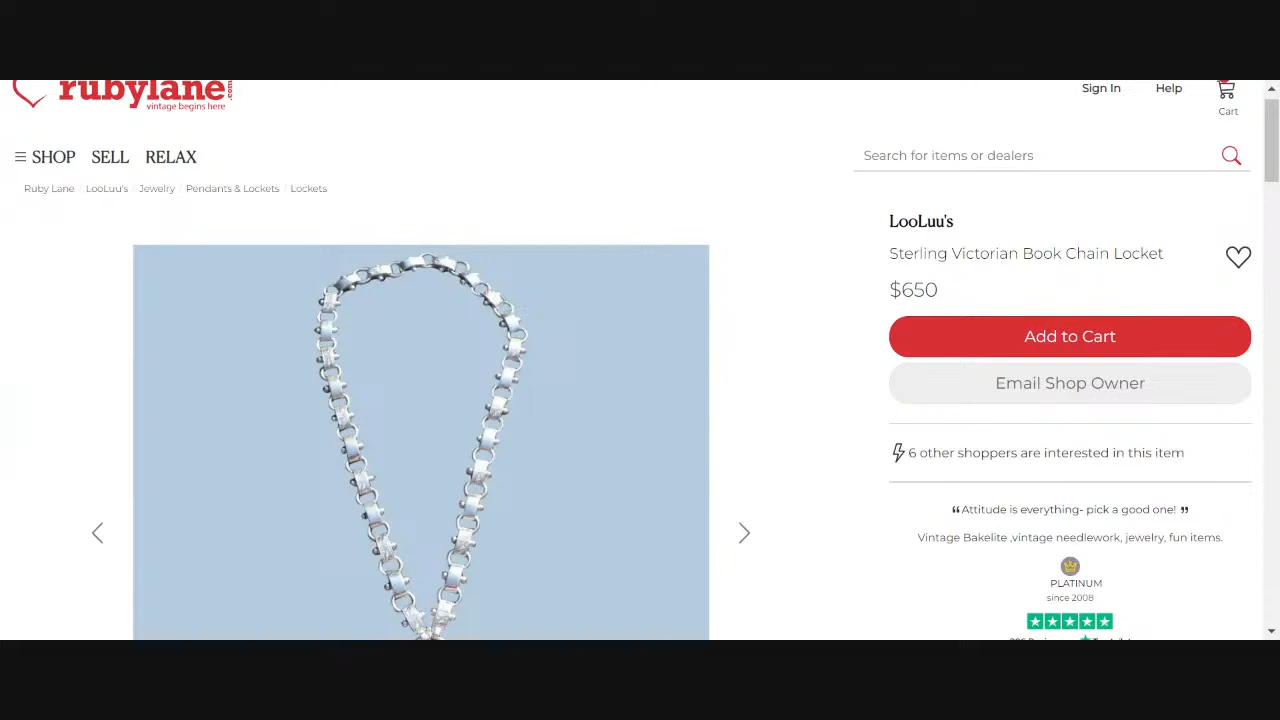 rubylane.com
vintage begins here
Sign In
Help
Cart
SHOP
SELL
RELAX
Search for items or dealers
Ruby Lane / LooLuu's / Jewelry / Pendants & Lockets / Lockets
LooLuu's
Sterling Victorian Book Chain Locket
$650
Add to Cart
Email Shop Owner
6 other shoppers are interested in this item
“Attitude is everything- pick a good one! ”
Vintage Bakelite ,vintage needlework, jewelry, fun items.
PLATINUM
since 2008